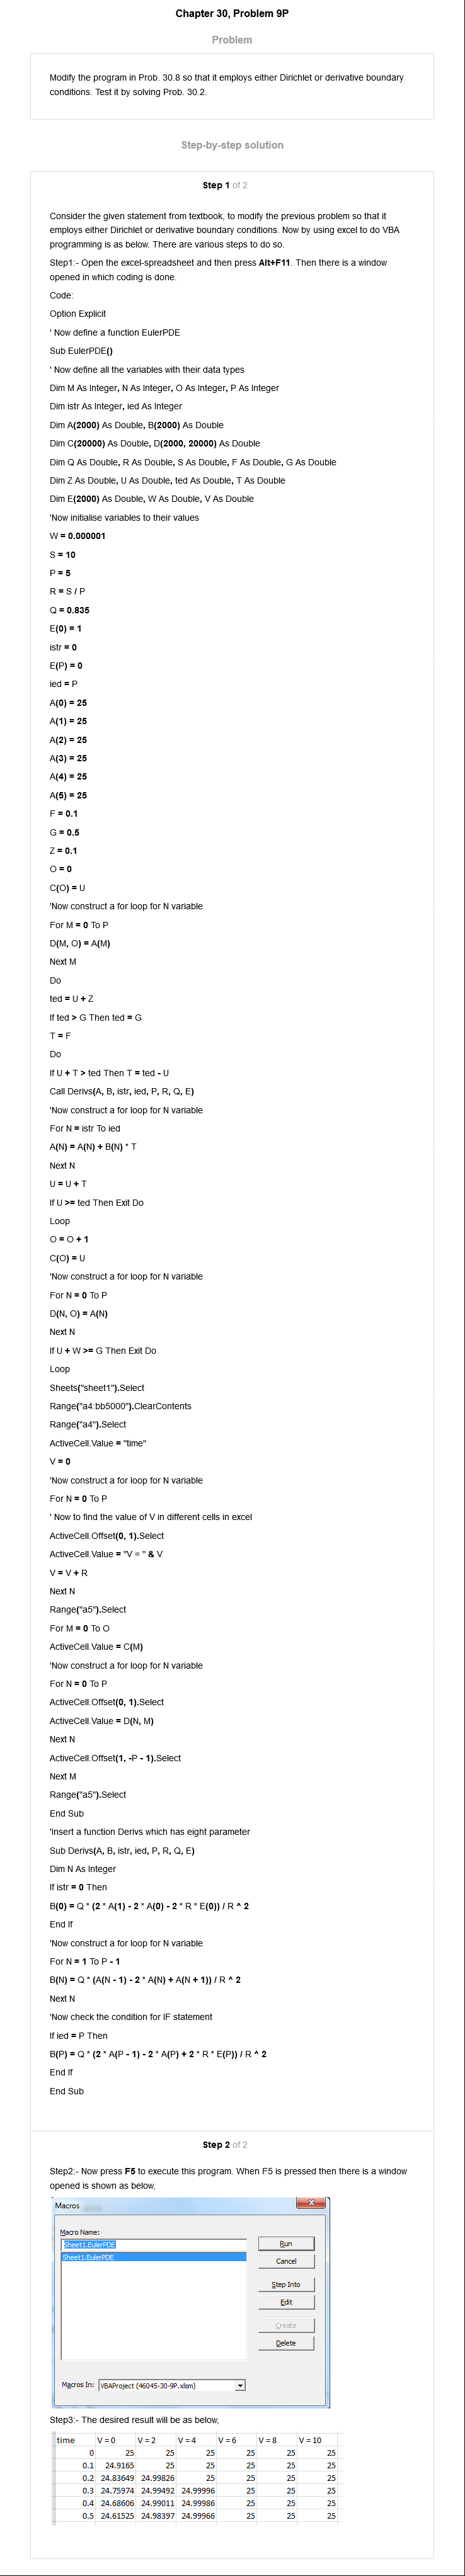 Chapter 30, Problem 9P
Problem
Modify the program in Prob. 30.8 so that it employs either Dirichlet or derivative boundary
conditions. Test it by solving Prob. 30.2.
Step-by-step solution
Step 1 of 2
Consider the given statement from textbook, to modify the previous problem so that it
employs either Dirichlet or derivative boundary conditions. Now by using excel to do VBA
programming is as below. There are various steps to do so.
Step1:- Open the excel-spreadsheet and then press Alt+F11. Then there is a window
opened in which coding is done.
Code:
Option Explicit
' Now define a function EulerPDE
Sub EulerPDE()
' Now define all the variables with their data types
Dim M As Integer, N As Integer, O As Integer, P As Integer
Dim istr As Integer, ied As Integer
Dim A(2000) As Double, B(2000) As Double
Dim C(20000) As Double, D(2000, 20000) As Double
Dim Q As Double, R As Double, S As Double, F As Double, G As Double
Dim Z As Double, U As Double, ted As Double, T As Double
Dim E(2000) As Double, W As Double, V As Double
'Now initialise variables to their values
W = 0.000001
S = 10
P = 5
R = S / P
Q = 0.835
E(0) = 1
istr = 0
E(P) = 0
ied = P
A(0) = 25
A(1) = 25
A(2) = 25
A(3) = 25
A(4) = 25
A(5) = 25
F = 0.1
G = 0.5
Z = 0.1
O = 0
C(O) = U
'Now construct a for loop for N variable
For M = 0 To P
D(M, O) = A(M)
Next M
Do
ted = U + Z
If ted > G Then ted = G
T = F
Do
If U + T > ted Then T = ted - U
Call Derivs(A, B, istr, ied, P, R, Q, E)
'Now construct a for loop for N variable
For N = istr To ied
A(N) = A(N) + B(N) * T
Next N
U = U + T
If U >= ted Then Exit Do
Loop
O = O + 1
C(O) = U
'Now construct a for loop for N variable
For N = 0 To P
D(N, O) = A(N)
Next N
If U + W >= G Then Exit Do
Loop
Sheets("sheet1").Select
Range("a4:bb5000").ClearContents
Range("a4").Select
ActiveCell.Value = "time"
V = 0
'Now construct a for loop for N variable
For N = 0 To P
' Now to find the value of V in different cells in excel
ActiveCell.Offset(0, 1).Select
ActiveCell.Value = "V = " & V
V = V + R
Next N
Range("a5").Select
For M = 0 To O
ActiveCell.Value = C(M)
'Now construct a for loop for N variable
For N = 0 To P
ActiveCell.Offset(0, 1).Select
ActiveCell.Value = D(N, M)
Next N
ActiveCell.Offset(1, -P - 1).Select
Next M
Range("a5").Select
End Sub
'Insert a function Derivs which has eight parameter
Sub Derivs(A, B, istr, ied, P, R, Q, E)
Dim N As Integer
If istr = 0 Then
B(0) = Q * (2 * A(1) - 2 * A(0) - 2 * R * E(0)) / R ^ 2
End If
'Now construct a for loop for N variable
For N = 1 To P - 1
B(N) = Q * (A(N - 1) - 2 * A(N) + A(N + 1)) / R ^ 2
Next N
'Now check the condition for IF statement
If ied = P Then
B(P) = Q * (2 * A(P - 1) - 2 * A(P) + 2 * R * E(P)) / R ^ 2
End If
End Sub
Step 2 of 2
Step2:- Now press F5 to execute this program. When F5 is pressed then there is a window
opened is shown as below,
Macros
Macro Name:
Sheet1.EulerPDE
Sheet1.EulerPDE
Run
Cancel
Step Into
Edit
Create
Delete
Macros In: VBAProject (46045-30-9P.xlsm)
Step3:- The desired result will be as below,
time V = 0 V = 2 V = 4 V = 6 V = 8 V = 10
0 25 25 25 25 25 25
0.1 24.9165 25 25 25 25 25
0.2 24.83649 24.99826 25 25 25 25
0.3 24.75974 24.99492 24.99996 25 25 25
0.4 24.68606 24.99011 24.99986 25 25 25
0.5 24.61525 24.98397 24.99966 25 25 25